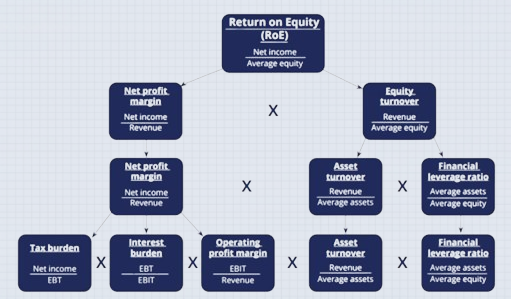 Return on Equity
(RoE)
Net income
Average equity
Net profit
margin
Net income
Revenue
X
Equity
turnover
Revenue
Average equity
Net profit
margin
Net income
Revenue
X
Asset
turnover
Revenue
Average assets
X
Financial
leverage ratio
Average assets
Average equity
Tax burden
Net income
EBT
X
Interest
burden
EBT
EBIT
X
Operating
profit margin
EBIT
Revenue
X
Asset
turnover
Revenue
Average assets
X
Financial
leverage ratio
Average assets
Average equity